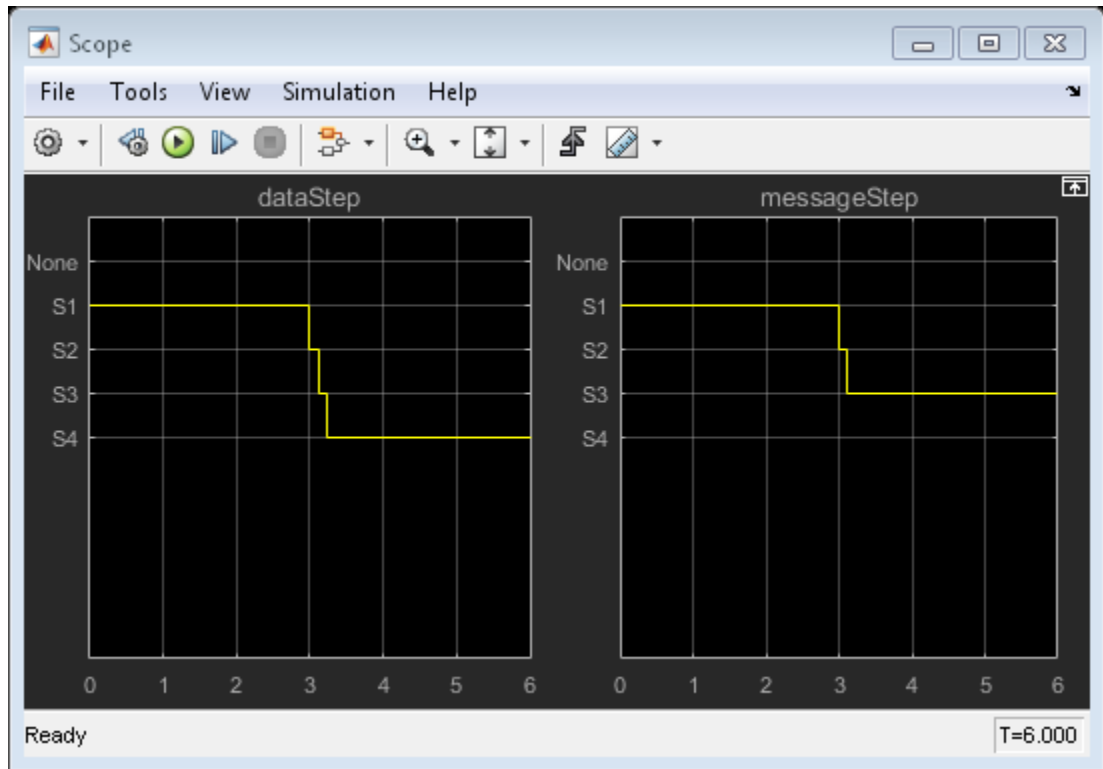 Scope
File Tools View Simulation Help
dataStep
None
S1
S2
S3
S4
0 1 2 3 4 5 6
messageStep
None
S1
S2
S3
S4
0 1 2 3 4 5 6
Ready
T=6.000